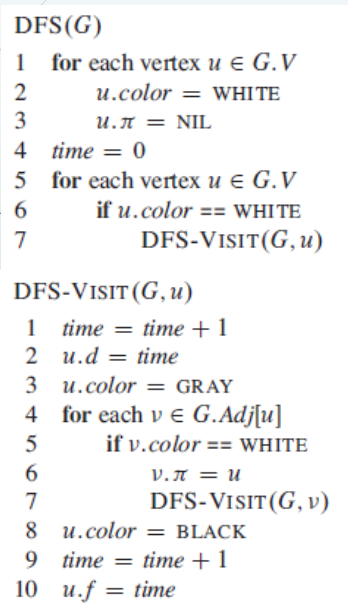 DFS(G)
1 for each vertex u ∈ G.V
2 u.color = WHITE
3 u.π = NIL
4 time = 0
5 for each vertex u ∈ G.V
6 if u.color == WHITE
7 DFS-VISIT(G, u)
DFS-VISIT(G, u)
1 time = time + 1
2 u.d = time
3 u.color = GRAY
4 for each v ∈ G.Adj[u]
5 if v.color == WHITE
6 v.π = u
7 DFS-VISIT(G, v)
8 u.color = BLACK
9 time = time + 1
10 u.f = time